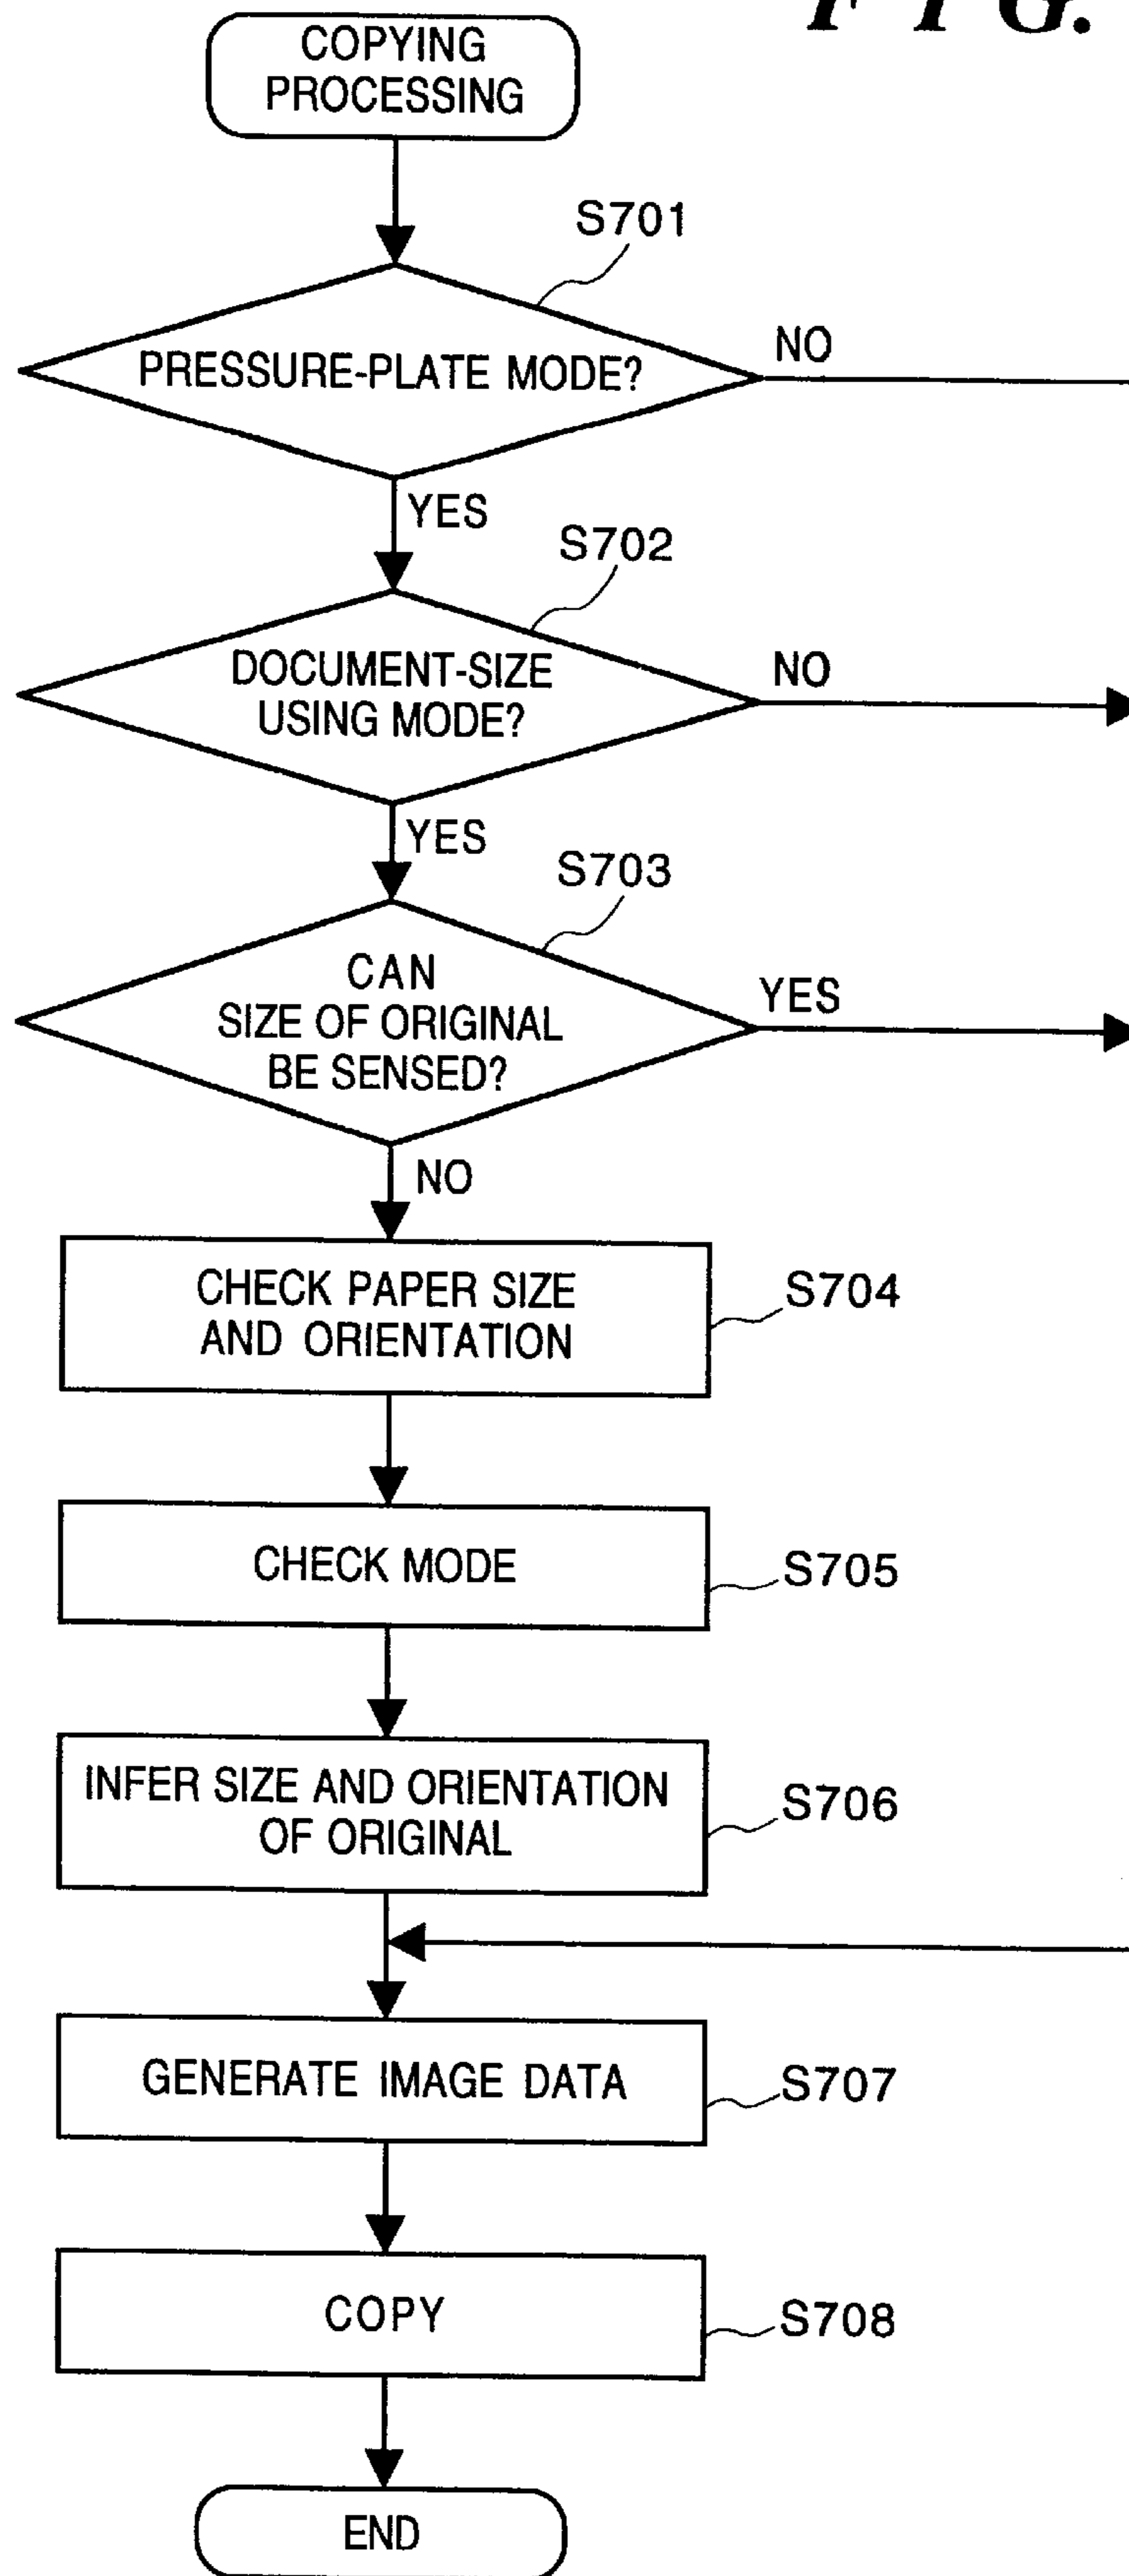 FIG.
COPYING
PROCESSING
S701
PRESSURE-PLATE MODE?
NO
YES
S702
DOCUMENT-SIZE
USING MODE?
NO
YES
S703
CAN
SIZE OF ORIGINAL
BE SENSED?
YES
NO
CHECK PAPER SIZE
AND ORIENTATION
S704
CHECK MODE
S705
INFER SIZE AND ORIENTATION
OF ORIGINAL
S706
GENERATE IMAGE DATA
S707
COPY
S708
END